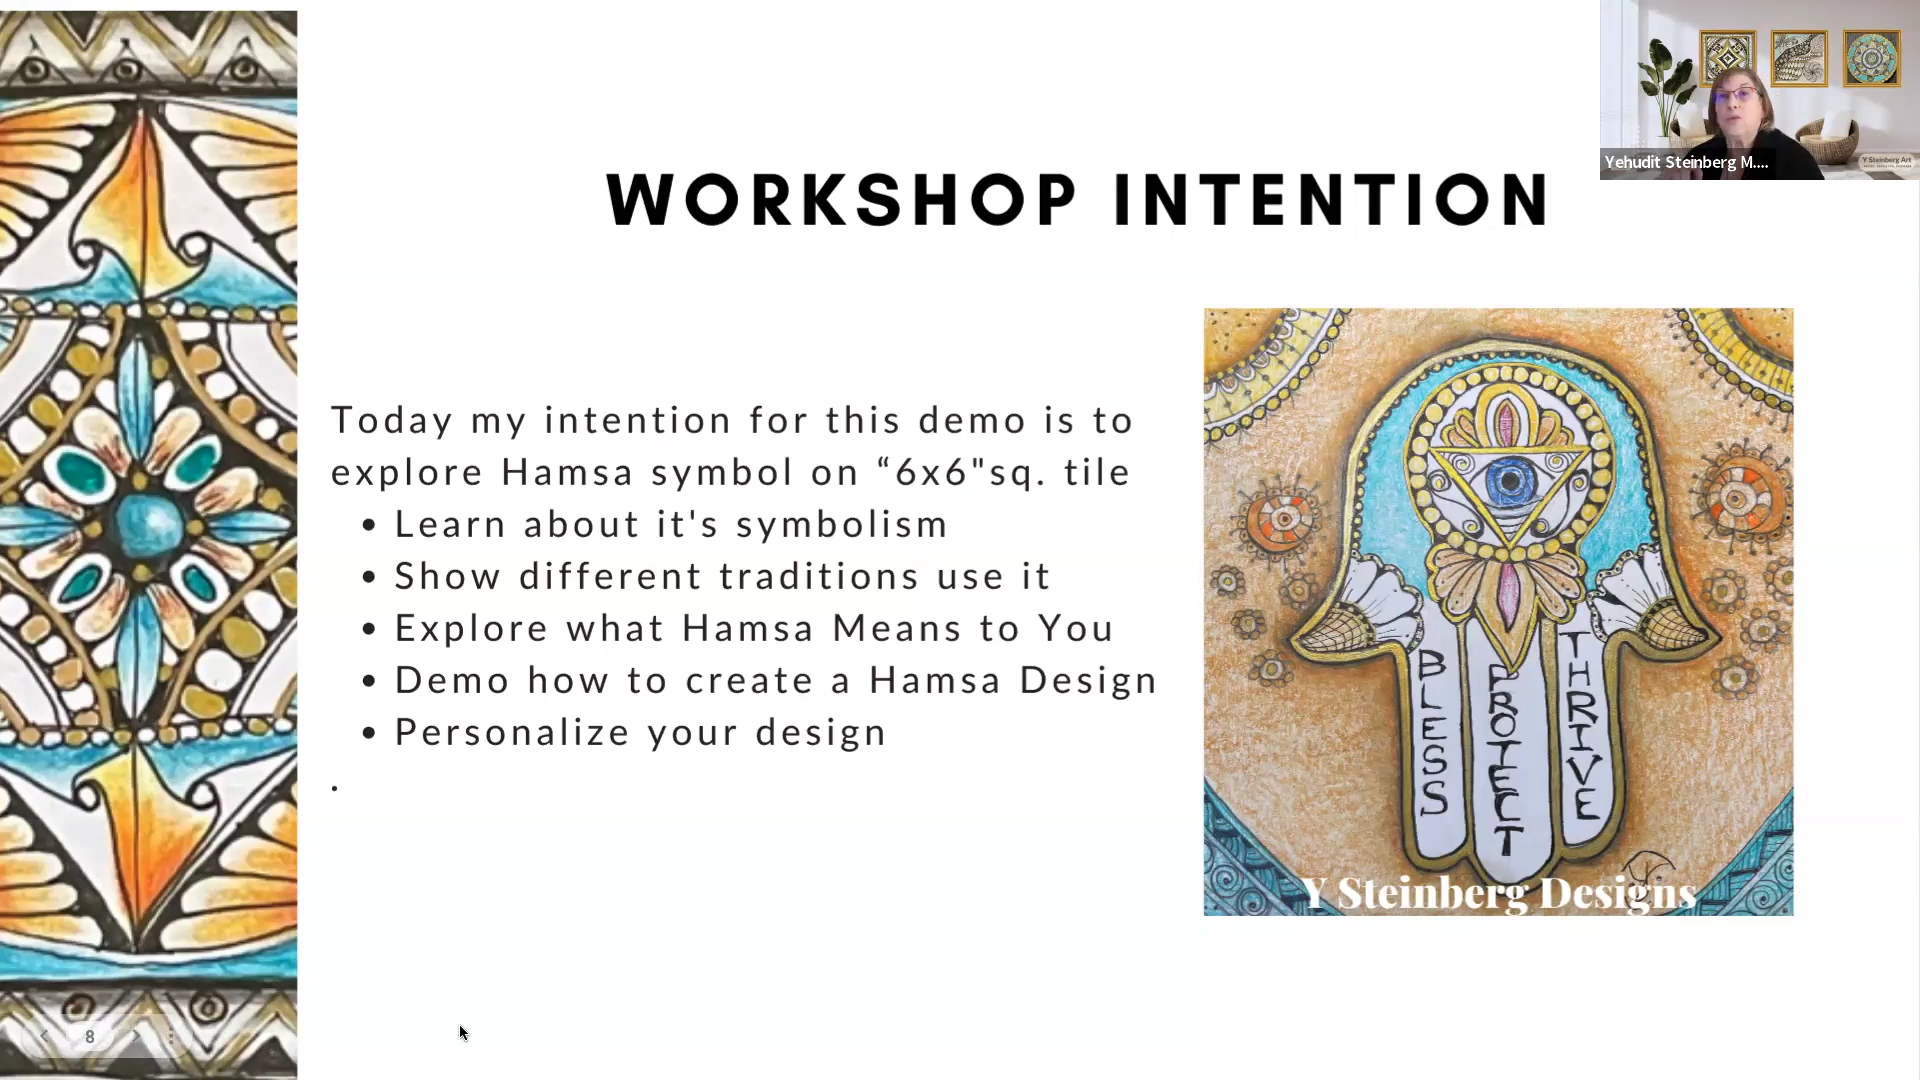 WORKSHOP INTENTION
Yehudit Steinberg M....
Y Steinberg Art
Today my intention for this demo is to
explore Hamsa symbol on “6x6"sq. tile
• Learn about it's symbolism
• Show different traditions use it
• Explore what Hamsa Means to You
• Demo how to create a Hamsa Design
• Personalize your design
.
BLESS
PROTECT
THRIVE
Y Steinberg Designs
8